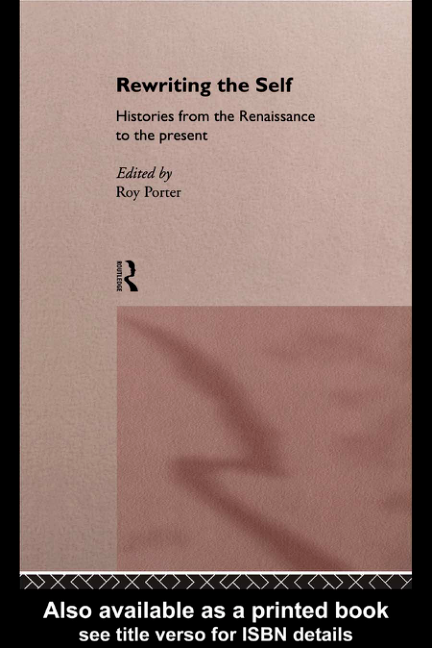 Rewriting the Self
Histories from the Renaissance
to the present
Edited by
Roy Porter
ROUTLEDGE
Also available as a printed book
see title verso for ISBN details